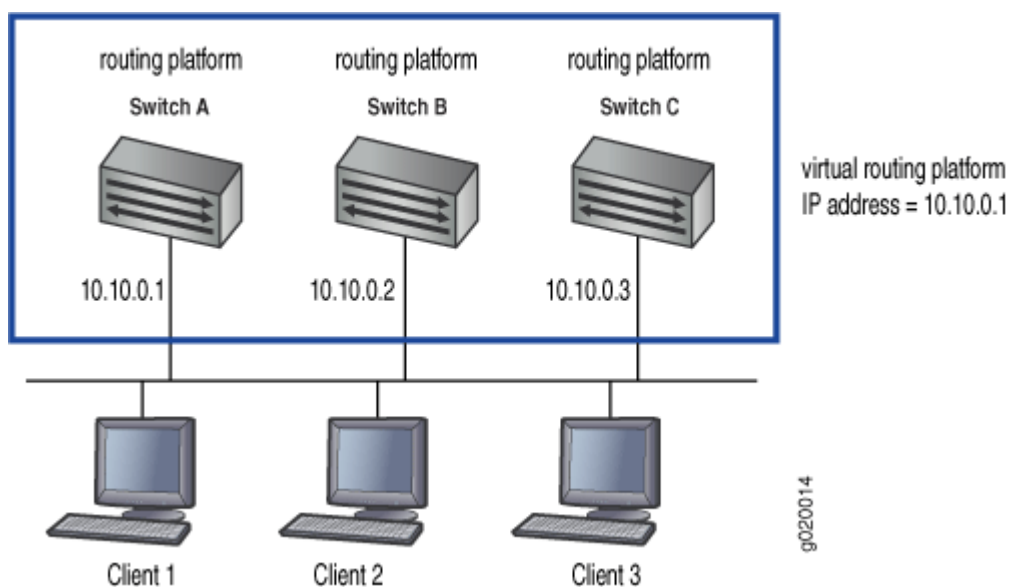 routing platform
routing platform
routing platform
Switch A
Switch B
Switch C
virtual routing platform
IP address = 10.10.0.1
10.10.0.1
10.10.0.2
10.10.0.3
Client 1
Client 2
Client 3
g020014